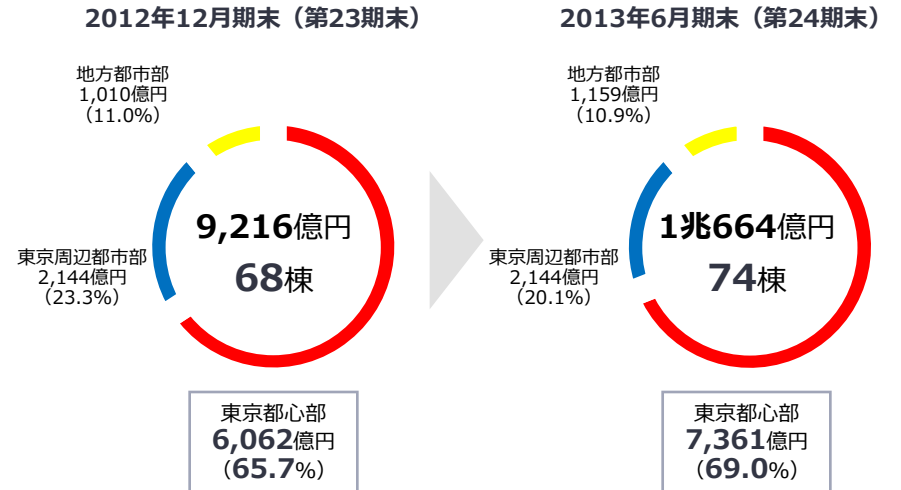 2012年12月期末（第23期末）
地方都市部
1,010億円
（11.0%）
9,216億円
68棟
東京周辺都市部
2,144億円
（23.3%）
東京都心部
6,062億円
（65.7%）
2013年6月期末（第24期末）
地方都市部
1,159億円
（10.9%）
1兆664億円
74棟
東京周辺都市部
2,144億円
（20.1%）
東京都心部
7,361億円
（69.0%）